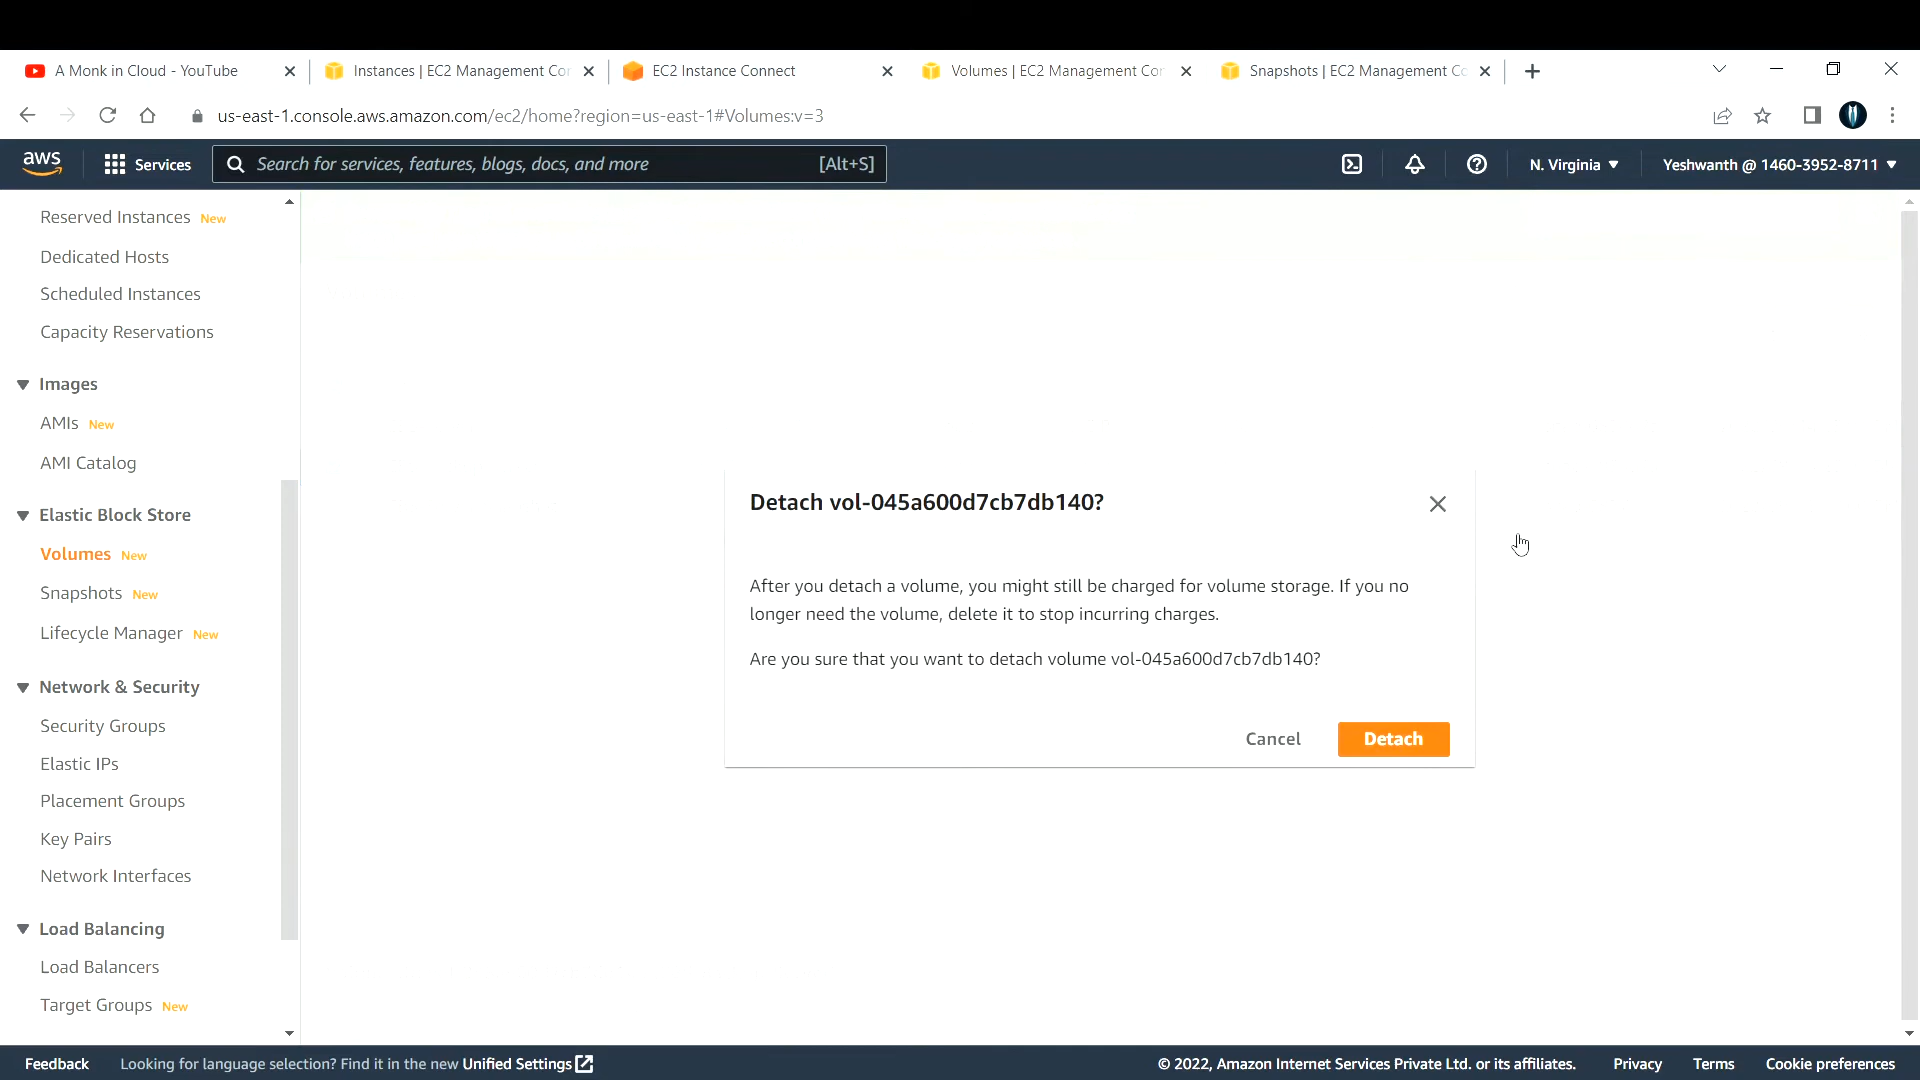 A Monk in Cloud - YouTube
Instances | EC2 Management Cor
EC2 Instance Connect
Volumes | EC2 Management Cor
Snapshots | EC2 Management Cc
us-east-1.console.aws.amazon.com/ec2/home?region=us-east-1#Volumes:v=3
aws
Services
Search for services, features, blogs, docs, and more
[Alt+S]
N. Virginia
Yeshwanth @ 1460-3952-8711
Reserved Instances New
Dedicated Hosts
Scheduled Instances
Capacity Reservations
Images
AMIs New
AMI Catalog
Elastic Block Store
Volumes New
Snapshots New
Lifecycle Manager New
Network & Security
Security Groups
Elastic IPs
Placement Groups
Key Pairs
Network Interfaces
Load Balancing
Load Balancers
Target Groups New
Detach vol-045a600d7cb7db140?
After you detach a volume, you might still be charged for volume storage. If you no
longer need the volume, delete it to stop incurring charges.
Are you sure that you want to detach volume vol-045a600d7cb7db140?
Cancel
Detach
Feedback
Looking for language selection? Find it in the new Unified Settings
© 2022, Amazon Internet Services Private Ltd. or its affiliates.
Privacy
Terms
Cookie preferences